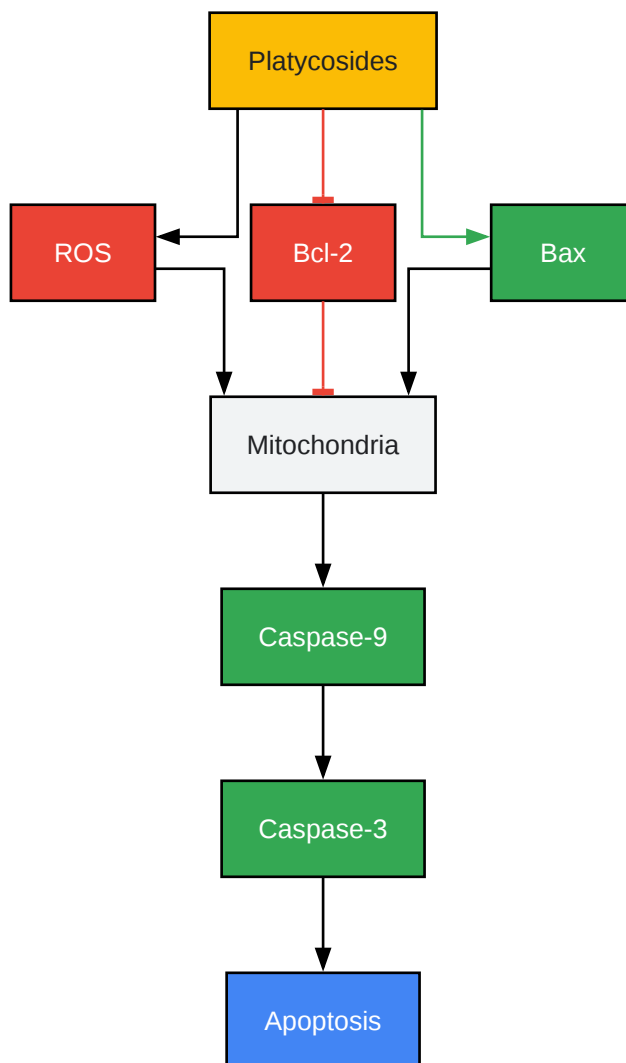 Platycosides
ROS
Bcl-2
Bax
Mitochondria
Caspase-9
Caspase-3
Apoptosis